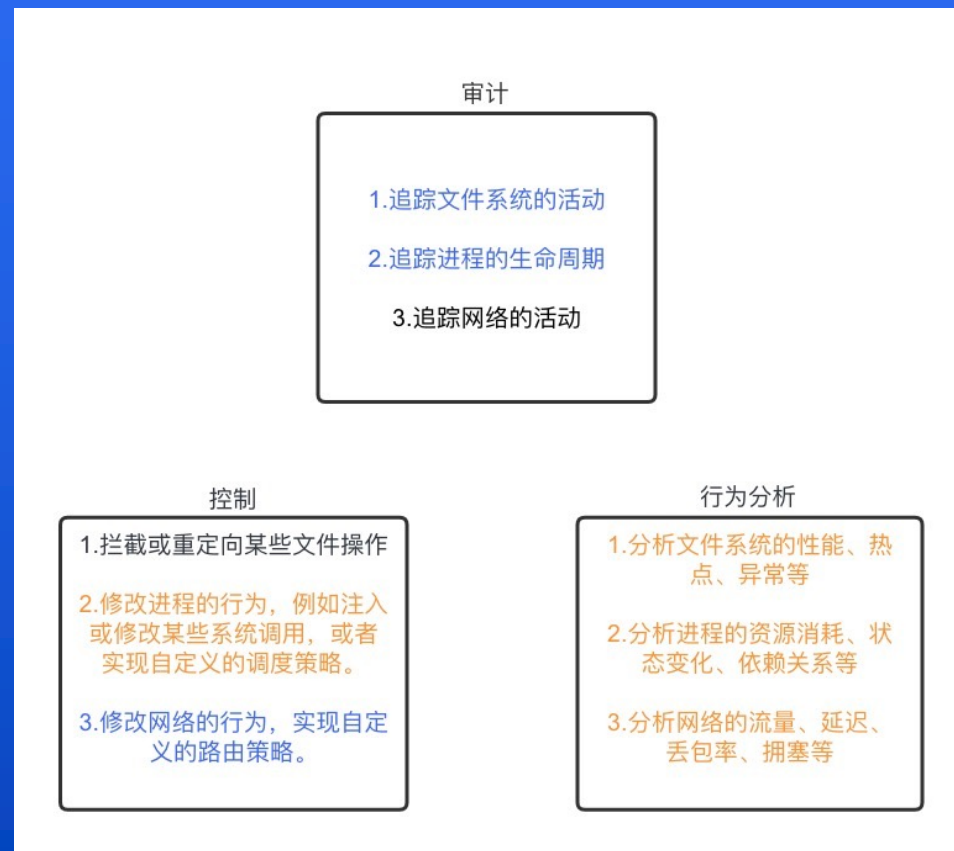 审计
1.追踪文件系统的活动
2.追踪进程的生命周期
3.追踪网络的活动
控制
1.拦截或重定向某些文件操作
2.修改进程的行为，例如注入
或修改某些系统调用，或者
实现自定义的调度策略。
3.修改网络的行为，实现自定
义的路由策略。
行为分析
1.分析文件系统的性能、热
点、异常等
2.分析进程的资源消耗、状
态变化、依赖关系等
3.分析网络的流量、延迟、
丢包率、拥塞等